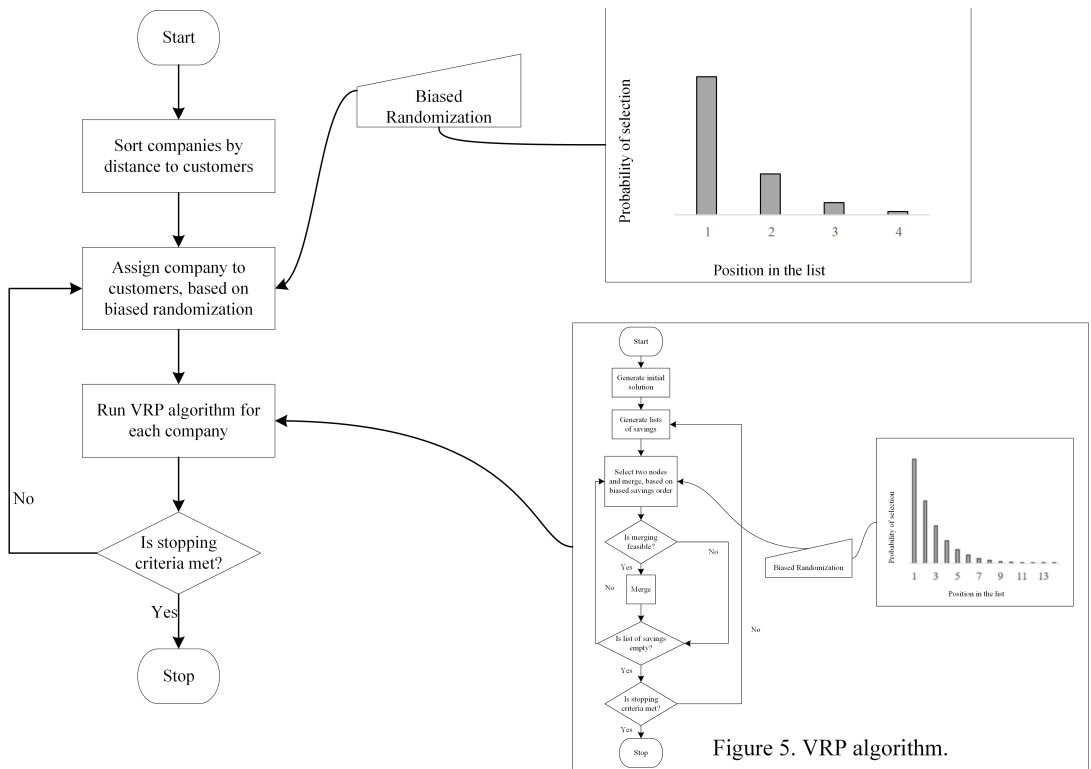 Start
Sort companies by
distance to customers
Assign company to
customers, based on
biased randomization
Run VRP algorithm for
each company
Is stopping
criteria met?
No
Yes
Stop
Biased
Randomization
Probability of selection
1 2 3 4
Position in the list
Start
Generate initial
solution
Generate lists
of savings
Select two nodes
and merge, based on
biased savings order
Is merging
feasible?
No
Yes
No
Merge
Is list of savings
empty?
No
Yes
Is stopping
criteria met?
Yes
Stop
Biased Randomization
Probability of selection
1 3 5 7 9 11 13
Position in the list
Figure 5. VRP algorithm.